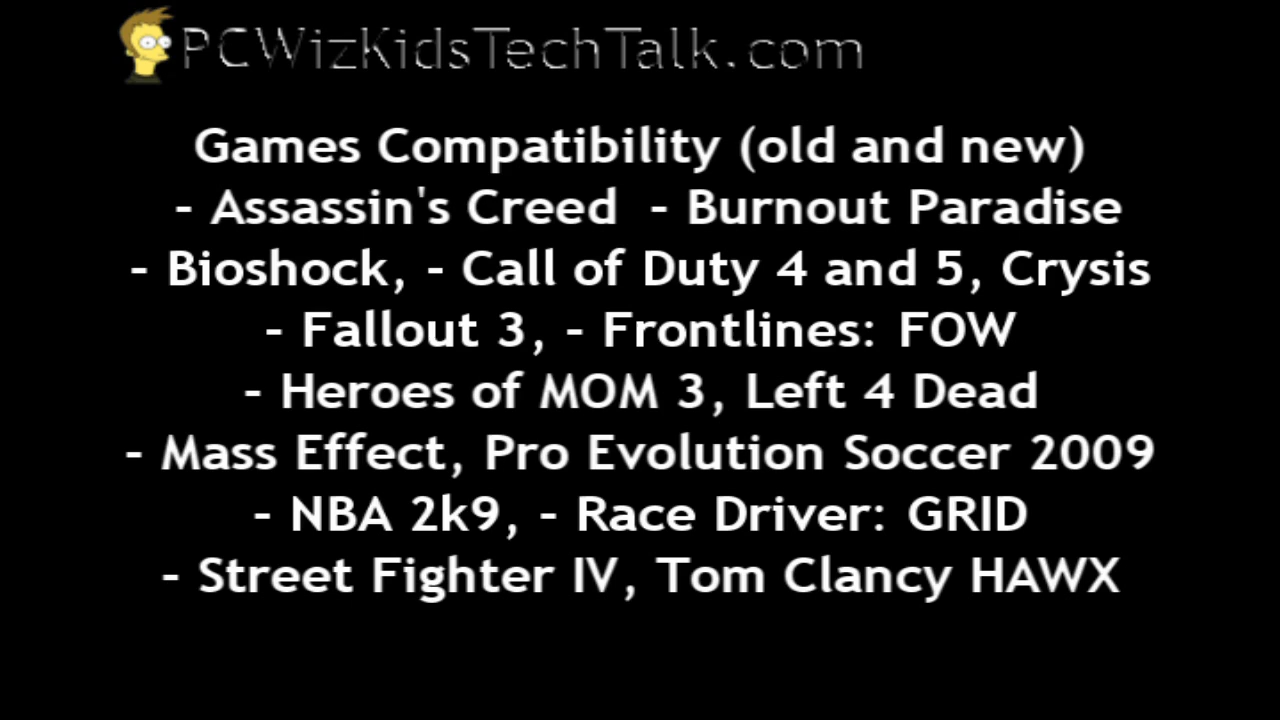 PCWizKidsTechTalk.com
Games Compatibility (old and new)
- Assassin's Creed - Burnout Paradise
- Bioshock, - Call of Duty 4 and 5, Crysis
- Fallout 3, - Frontlines: FOW
- Heroes of MOM 3, Left 4 Dead
- Mass Effect, Pro Evolution Soccer 2009
- NBA 2k9, - Race Driver: GRID
- Street Fighter IV, Tom Clancy HAWX